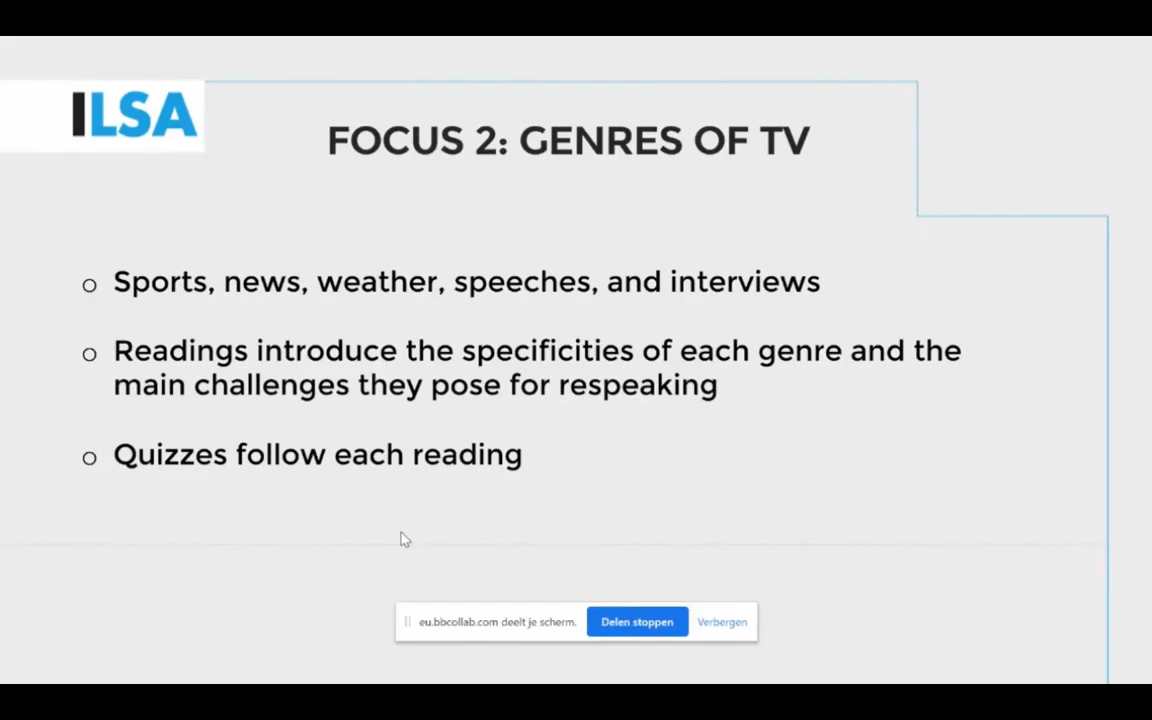 ILSA
FOCUS 2: GENRES OF TV
Sports, news, weather, speeches, and interviews
Readings introduce the specificities of each genre and the
main challenges they pose for respeaking
Quizzes follow each reading
eu.bbcollab.com deelt je scherm. Delen stoppen Verbergen